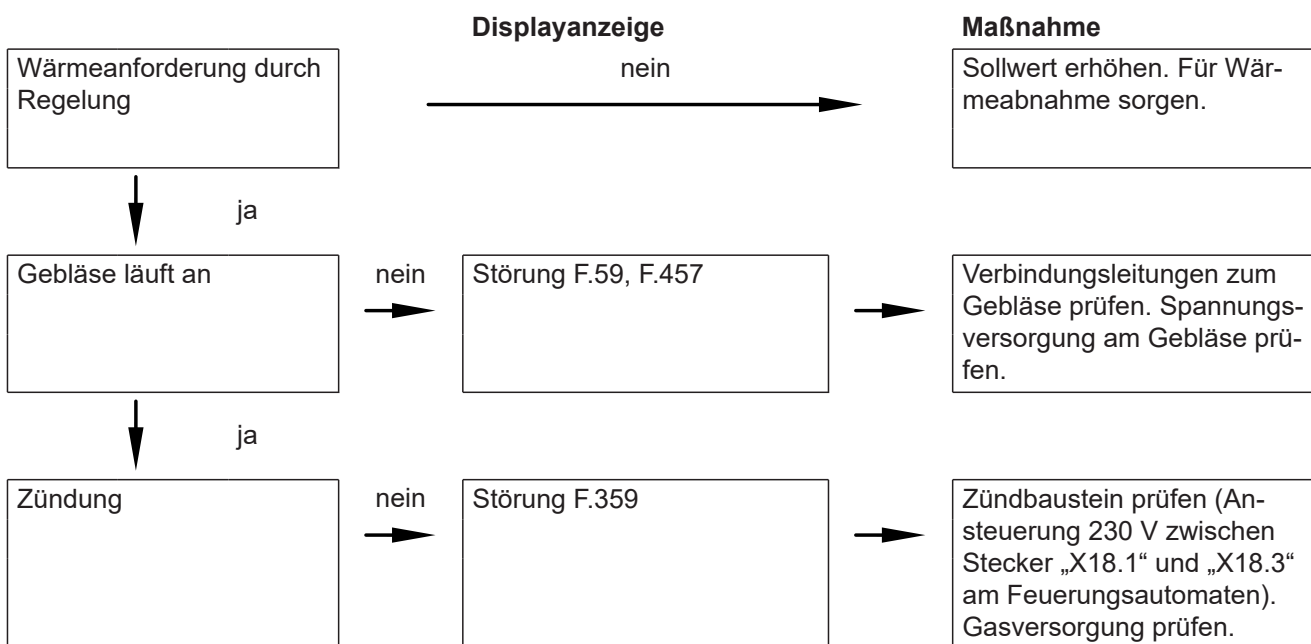 Displayanzeige Maßnahme
Wärmeanforderung durch
Regelung
nein
Sollwert erhöhen. Für Wär-
meabnahme sorgen.
ja
Gebläse läuft an
nein
Störung F.59, F.457
Verbindungsleitungen zum
Gebläse prüfen. Spannungs-
versorgung am Gebläse prü-
fen.
ja
Zündung
nein
Störung F.359
Zündbaustein prüfen (An-
steuerung 230 V zwischen
Stecker „X18.1“ und „X18.3“
am Feuerungsautomaten).
Gasversorgung prüfen.